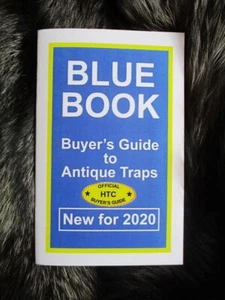 BLUE
BOOK
Buyer's Guide
to
Antique Traps
OFFICIAL
HTC
BUYER'S GUIDE
New for 2020